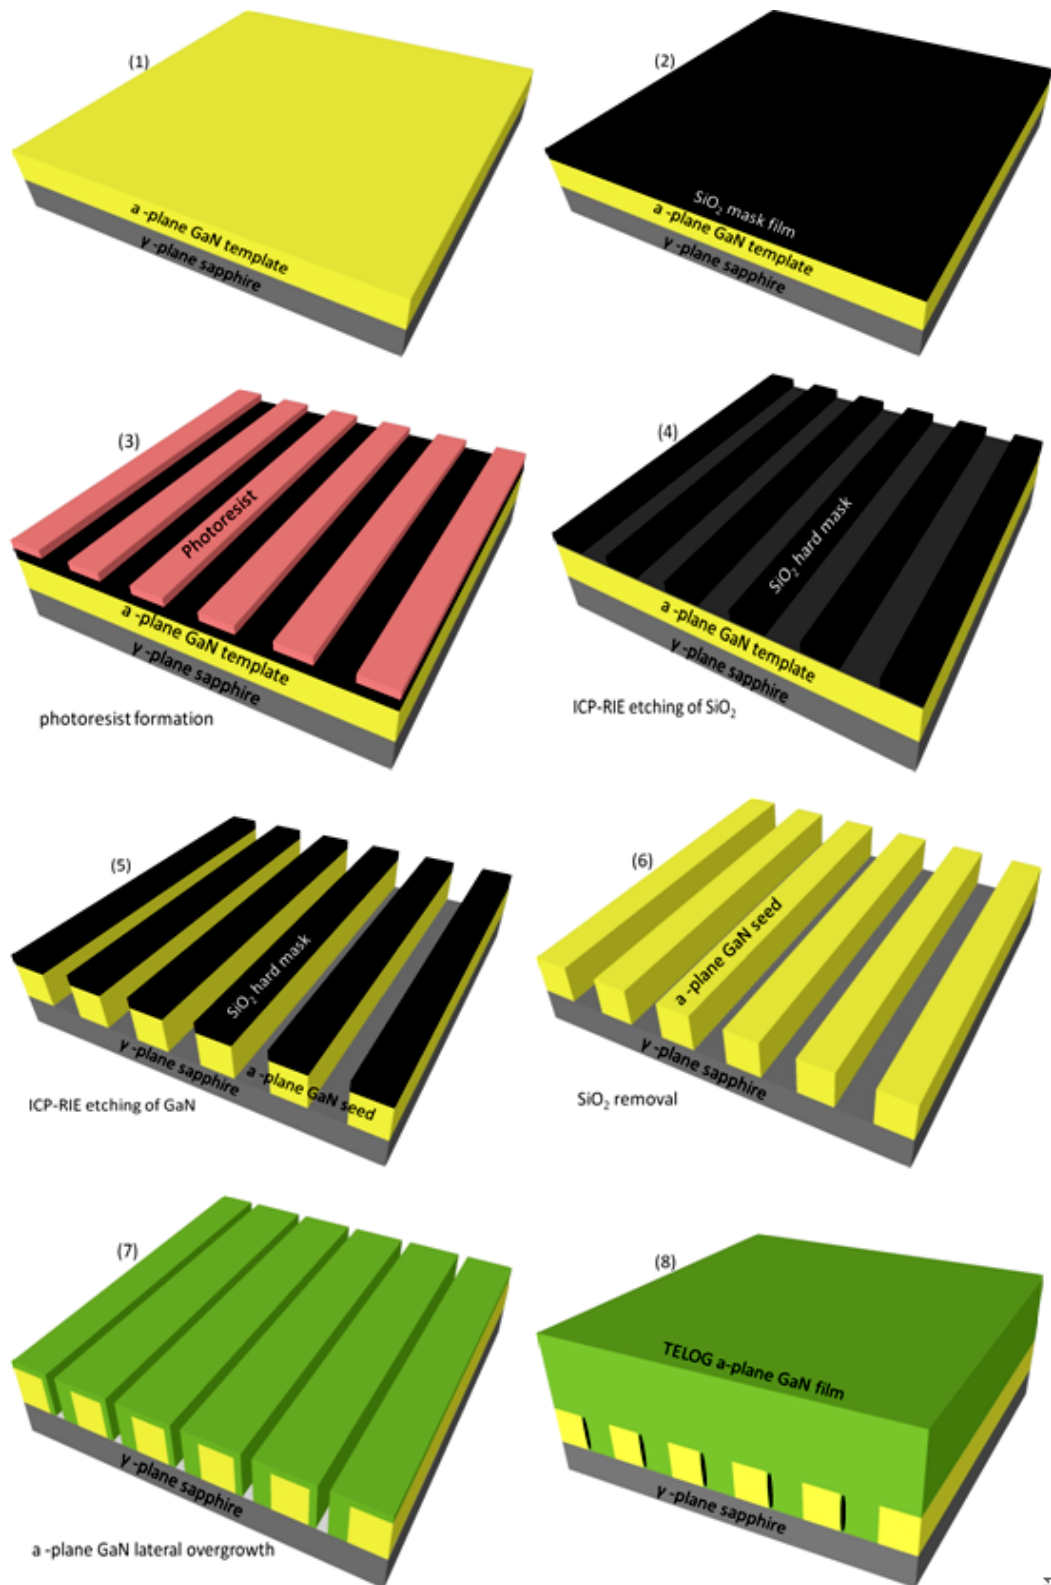 (1)
a -plane GaN template
γ -plane sapphire
(2)
SiO₂ mask film
a -plane GaN template
γ -plane sapphire
(3)
Photoresist
a -plane GaN template
γ -plane sapphire
photoresist formation
(4)
SiO₂ hard mask
a -plane GaN template
γ -plane sapphire
ICP-RIE etching of SiO₂
(5)
SiO₂ hard mask
γ -plane sapphire
a -plane GaN seed
ICP-RIE etching of GaN
(6)
a -plane GaN seed
γ -plane sapphire
SiO₂ removal
(7)
γ -plane sapphire
a -plane GaN lateral overgrowth
(8)
TELOG a-plane GaN film
γ -plane sapphire